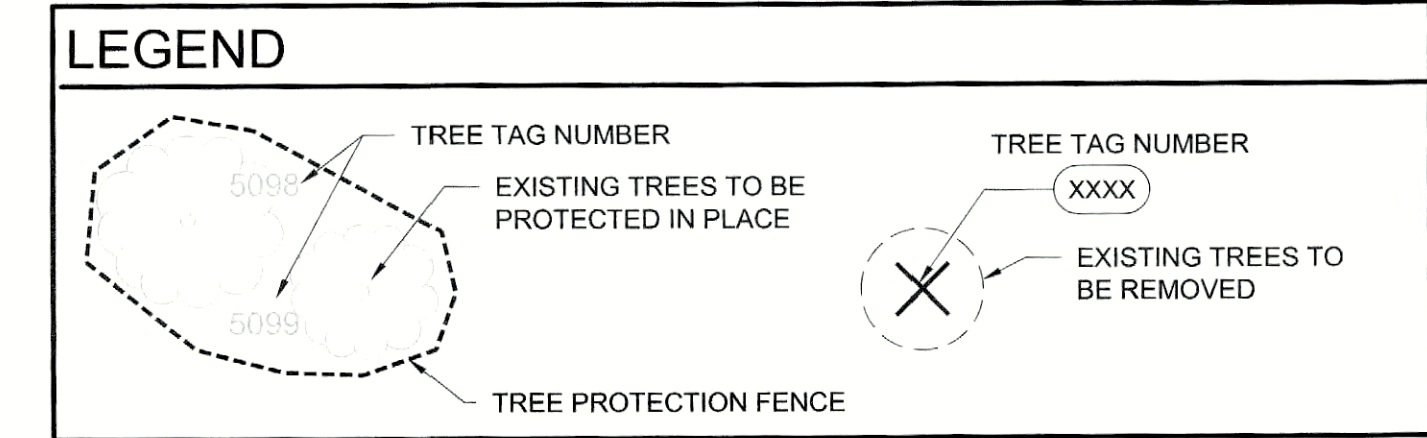 LEGEND
TREE TAG NUMBER
5098
EXISTING TREES TO BE
PROTECTED IN PLACE
5099
TREE PROTECTION FENCE
TREE TAG NUMBER
XXXX
EXISTING TREES TO
BE REMOVED